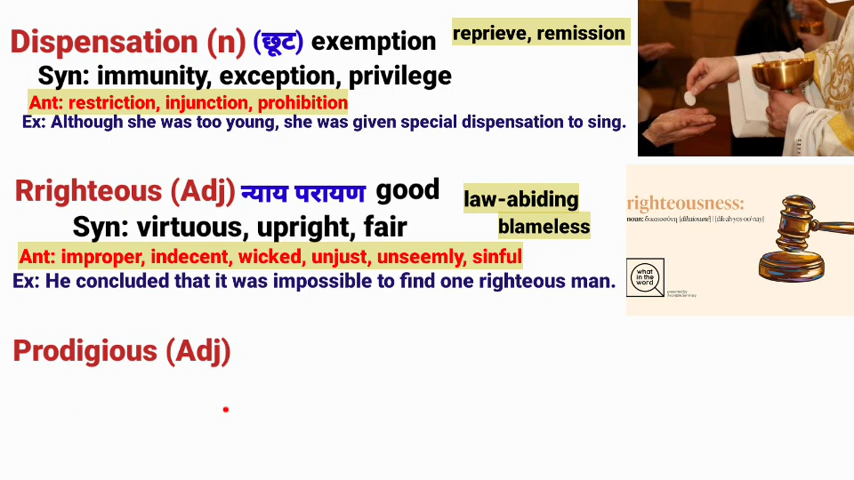 Dispensation (n) (छूट) exemption reprieve, remission
Syn: immunity, exception, privilege
Ant: restriction, injunction, prohibition
Ex: Although she was too young, she was given special dispensation to sing.
Rrighteous (Adj) न्याय परायण good law-abiding
blameless
Syn: virtuous, upright, fair
Ant: improper, indecent, wicked, unjust, unseemly, sinful
Ex: He concluded that it was impossible to find one righteous man.
righteousness:
what
in the
word
Prodigious (Adj)